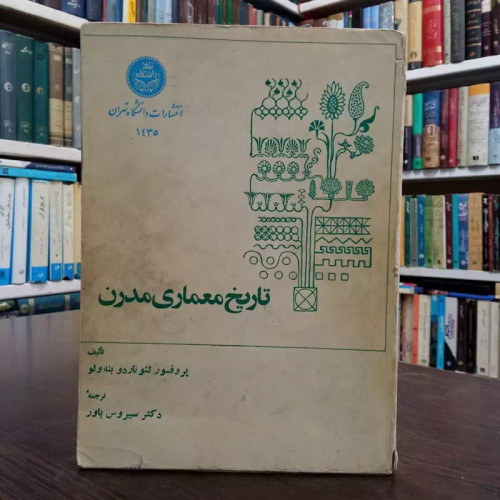 انتشارات دانشگاه تهران
۱۴۳۵
تاریخ معماری مدرن
تألیف
پروفسور لئوناردو بنه ولو
ترجمهٔ
دکتر سیروس باور